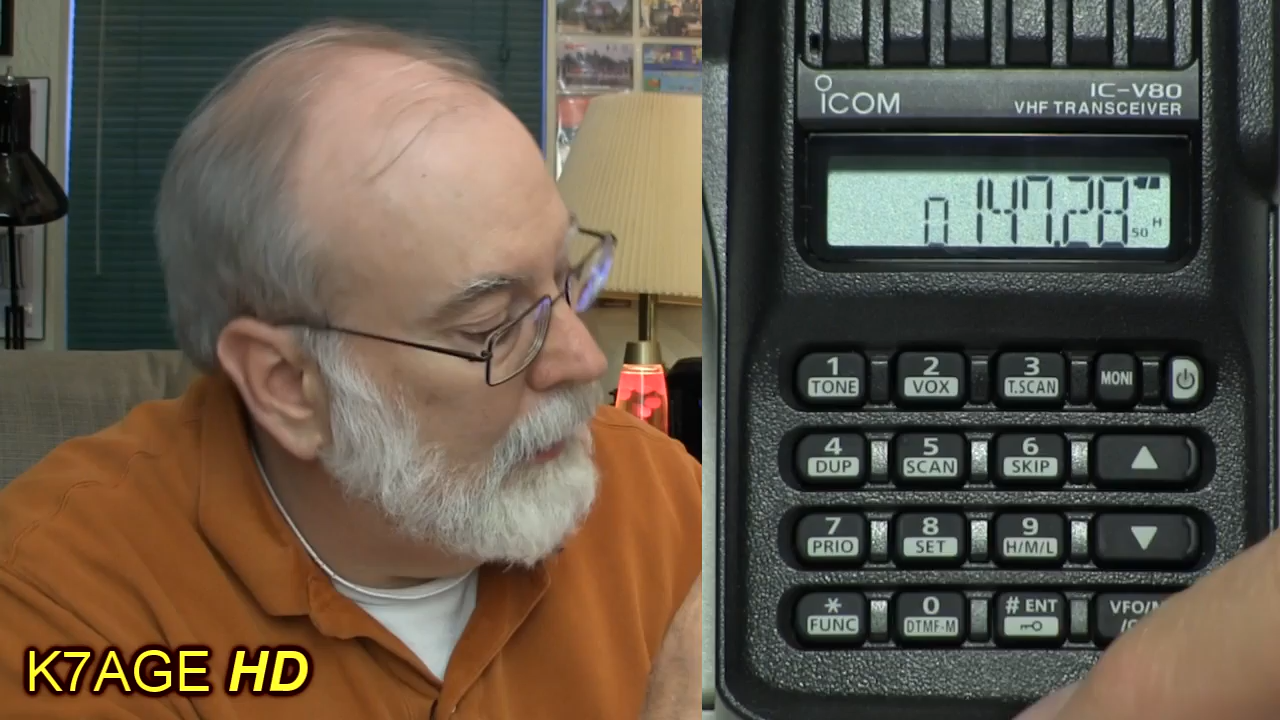 K7AGE HD
ICOM
IC-V80
VHF TRANSCEIVER
147.28
50
H
1
TONE
2
VOX
3
T.SCAN
MONI
4
DUP
5
SCAN
6
SKIP
7
PRIO
8
SET
9
H/M/L
*
FUNC
0
DTMF-M
# ENT